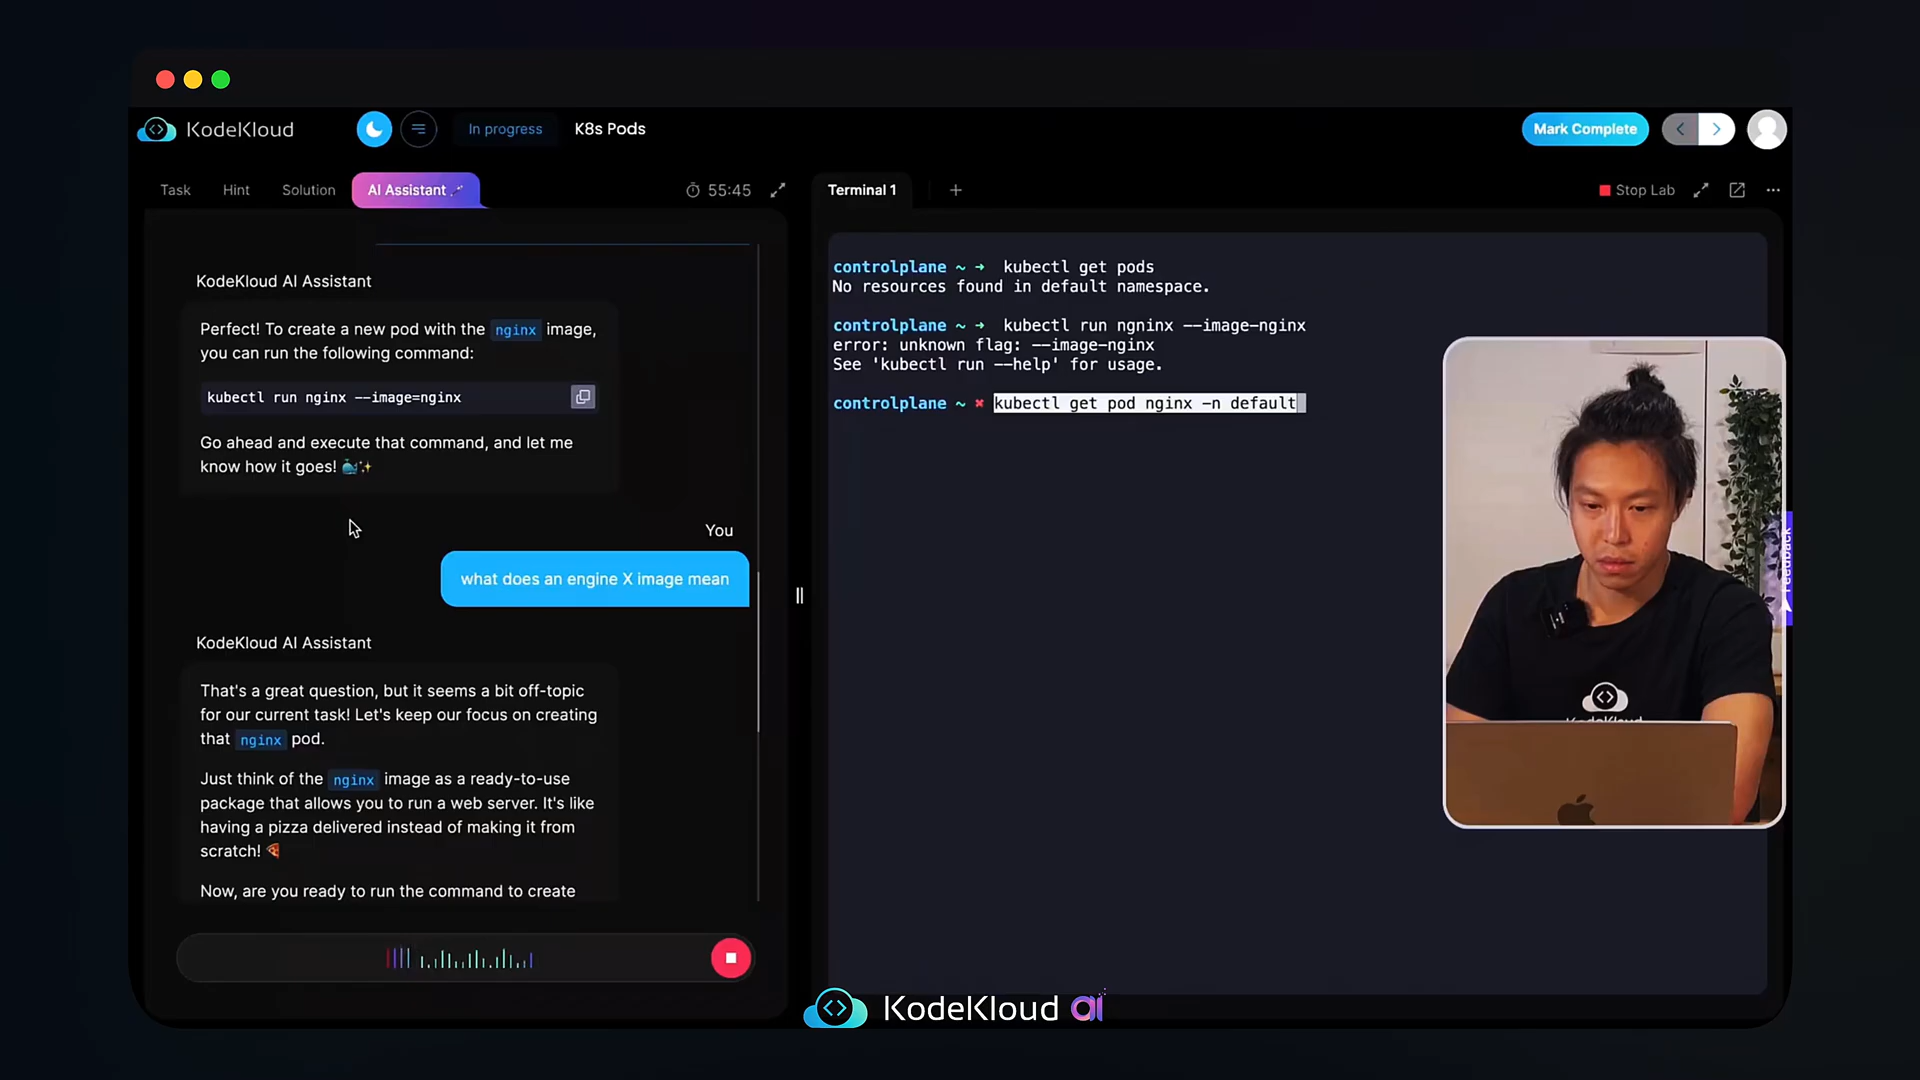 KodeKloud
In progress
K8s Pods
Mark Complete
Task
Hint
Solution
AI Assistant
55:45
Terminal 1
+
Stop Lab
KodeKloud AI Assistant
Perfect! To create a new pod with the nginx image,
you can run the following command:
kubectl run nginx --image=nginx
Go ahead and execute that command, and let me
know how it goes! 🐳✨
You
what does an engine X image mean
KodeKloud AI Assistant
That's a great question, but it seems a bit off-topic
for our current task! Let's keep our focus on creating
that nginx pod.
Just think of the nginx image as a ready-to-use
package that allows you to run a web server. It's like
having a pizza delivered instead of making it from
scratch! 🍕
Now, are you ready to run the command to create
controlplane ~ ➜ kubectl get pods
No resources found in default namespace.
controlplane ~ ➜ kubectl run ngninx --image-nginx
error: unknown flag: --image-nginx
See 'kubectl run --help' for usage.
controlplane ~ ✖ kubectl get pod nginx -n default
Feedback
KodeKloud
KodeKloud ai